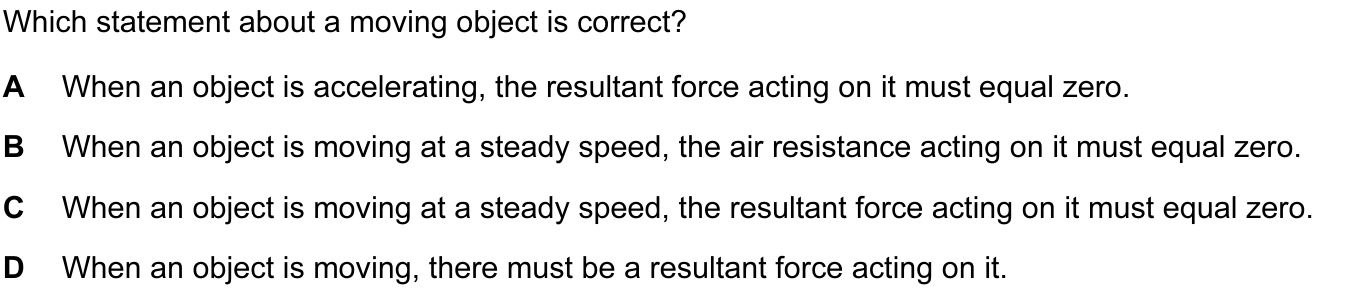 Which statement about a moving object is correct?
A When an object is accelerating, the resultant force acting on it must equal zero.
B When an object is moving at a steady speed, the air resistance acting on it must equal zero.
C When an object is moving at a steady speed, the resultant force acting on it must equal zero.
D When an object is moving, there must be a resultant force acting on it.